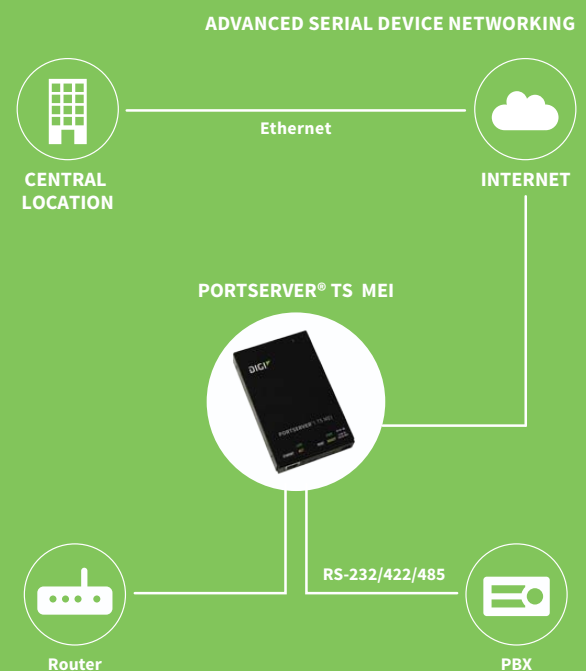 ADVANCED SERIAL DEVICE NETWORKING
Ethernet
CENTRAL
LOCATION
INTERNET
PORTSERVER® TS MEI
DIGI
PORTSERVER® TS MEI
RS-232/422/485
Router
PBX